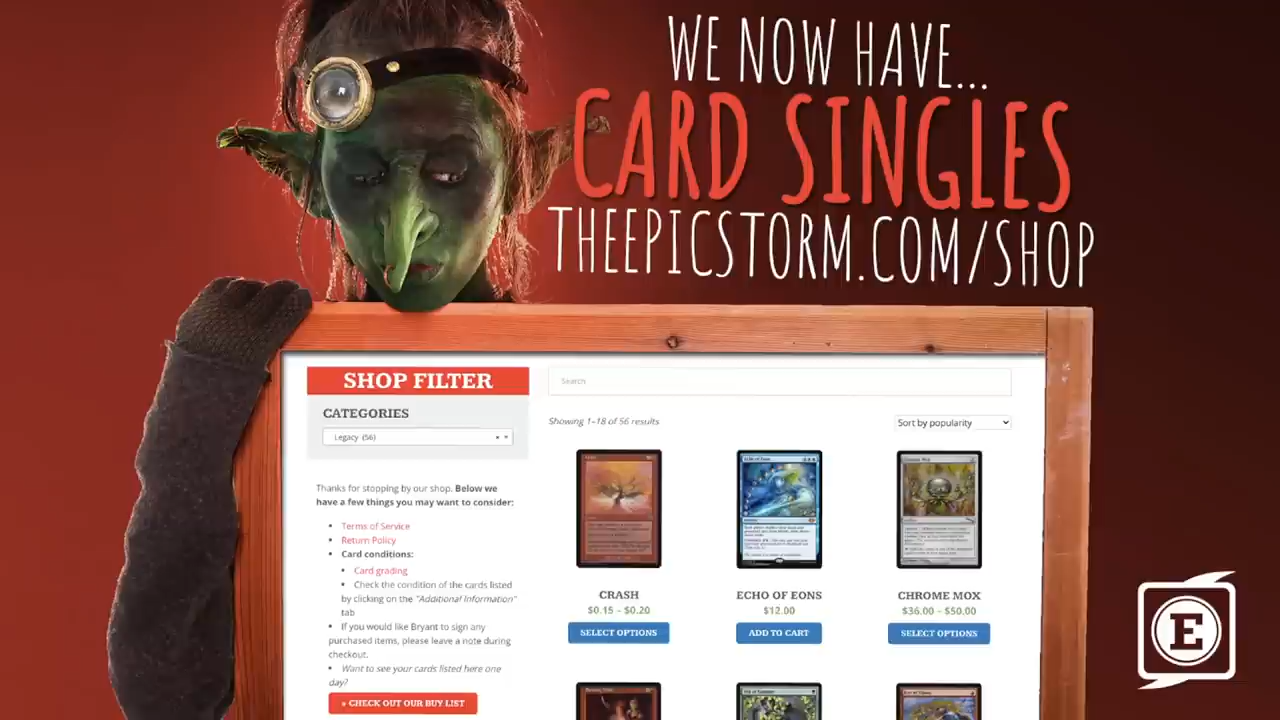 WE NOW HAVE...
CARD SINGLES
THEEPICSTORM.COM/SHOP
SHOP FILTER
CATEGORIES
Legacy (56)
Thanks for stopping by our shop. Below we
have a few things you may want to consider:
Terms of Service
Return Policy
Card conditions:
Card grading
Check the condition of the cards listed
by clicking on the "Additional Information"
tab
If you would like Bryant to sign any
purchased items, please leave a note during
checkout.
Want to see your cards listed here one
day?
» CHECK OUT OUR BUY LIST
Search
Showing 1–18 of 56 results
Sort by popularity
CRASH
$0.15 – $0.20
SELECT OPTIONS
ECHO OF EONS
$12.00
ADD TO CART
CHROME MOX
$36.00 – $50.00
SELECT OPTIONS
E